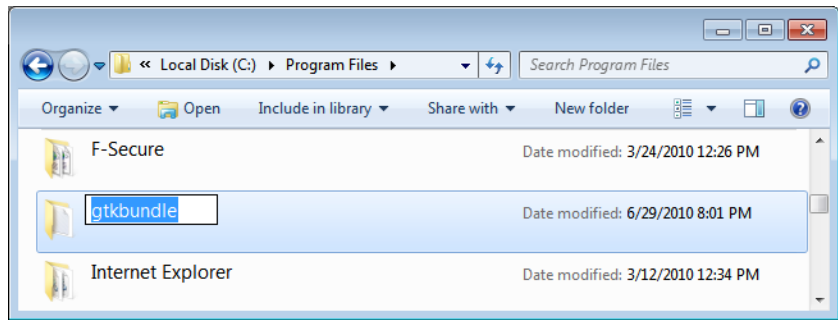 « Local Disk (C:) ▸ Program Files ▸ Search Program Files
Organize Open Include in library Share with New folder
F-Secure Date modified: 3/24/2010 12:26 PM
gtkbundle Date modified: 6/29/2010 8:01 PM
Internet Explorer Date modified: 3/12/2010 12:34 PM